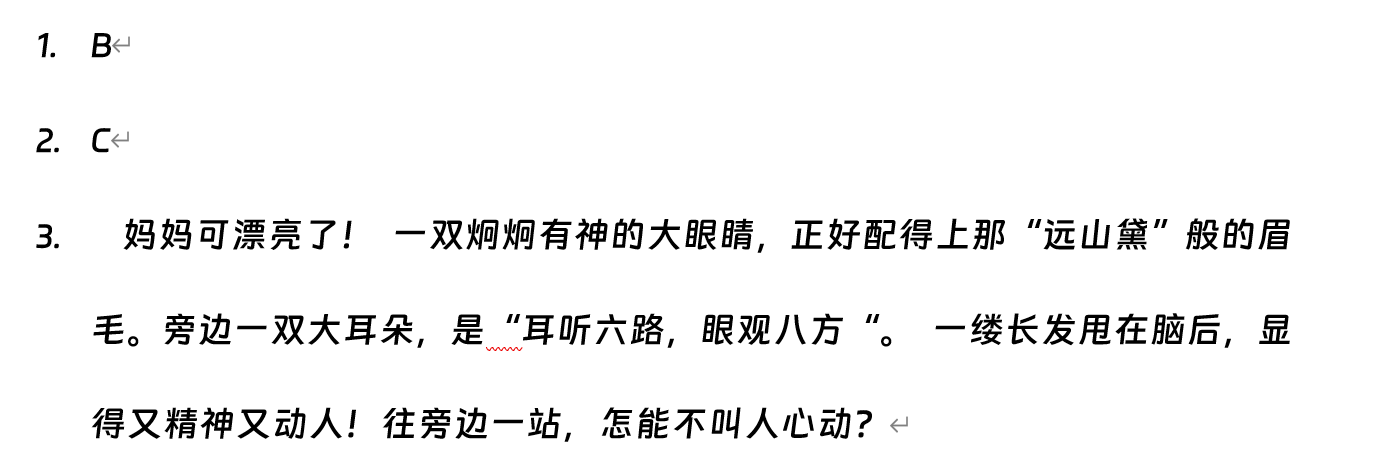 1. B
2. C
3. 妈妈可漂亮了! 一双炯炯有神的大眼睛，正好配得上那“远山黛”般的眉
毛。旁边一双大耳朵，是 “耳听六路，眼观八方 “。 一缕长发甩在脑后，显
得又精神又动人！往旁边一站，怎能不叫人心动？